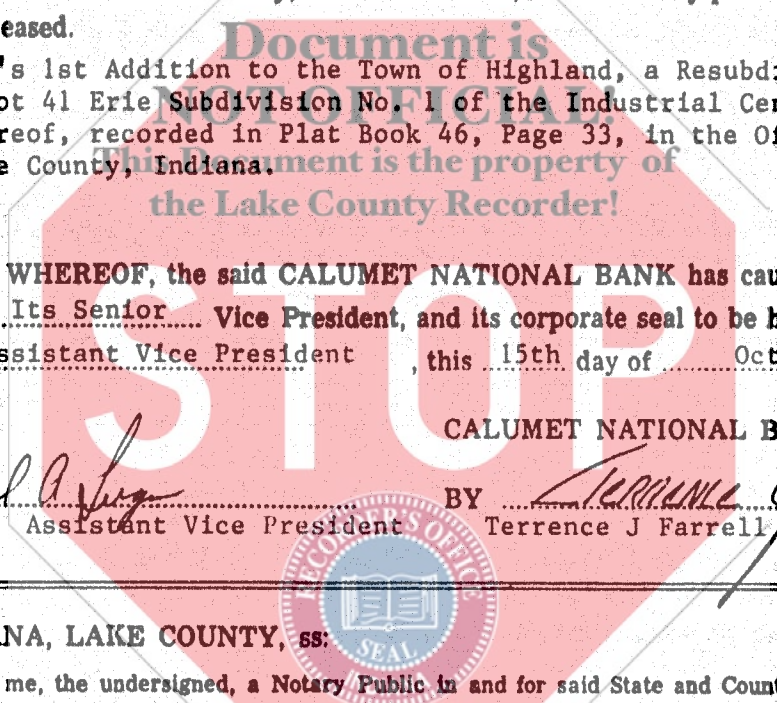 eased.
Document is
's 1st Addition to the Town of Highland, a Resubdi
NOT OFFICIAL!
ot 41 Erie Subdivision No. 1 of the Industrial Cen
reof, recorded in Plat Book 46, Page 33, in the O
This Document is the property of
e County, Indiana.
the Lake County Recorder!
WHEREOF, the said CALUMET NATIONAL BANK has cau
Its Senior Vice President, and its corporate seal to be h
ssistant Vice President , this 15th day of Oct
STOP
CALUMET NATIONAL B
BY Terrence
Assistant Vice President Terrence J Farrell
RECORDER'S OFFICE
SEAL
NA, LAKE COUNTY, ss:
me, the undersigned, a Notary Public in and for said State and Count